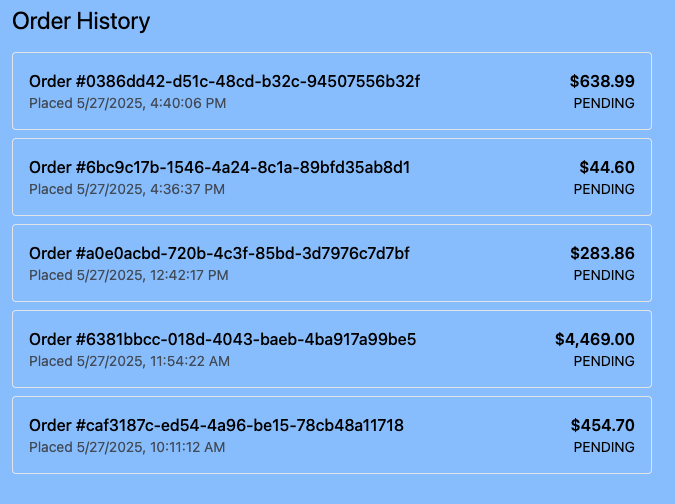 Order History
Order #0386dd42-d51c-48cd-b32c-94507556b32f $638.99
Placed 5/27/2025, 4:40:06 PM PENDING
Order #6bc9c17b-1546-4a24-8c1a-89bfd35ab8d1 $44.60
Placed 5/27/2025, 4:36:37 PM PENDING
Order #a0e0acbd-720b-4c3f-85bd-3d7976c7d7bf $283.86
Placed 5/27/2025, 12:42:17 PM PENDING
Order #6381bbcc-018d-4043-baeb-4ba917a99be5 $4,469.00
Placed 5/27/2025, 11:54:22 AM PENDING
Order #caf3187c-ed54-4a96-be15-78cb48a11718 $454.70
Placed 5/27/2025, 10:11:12 AM PENDING